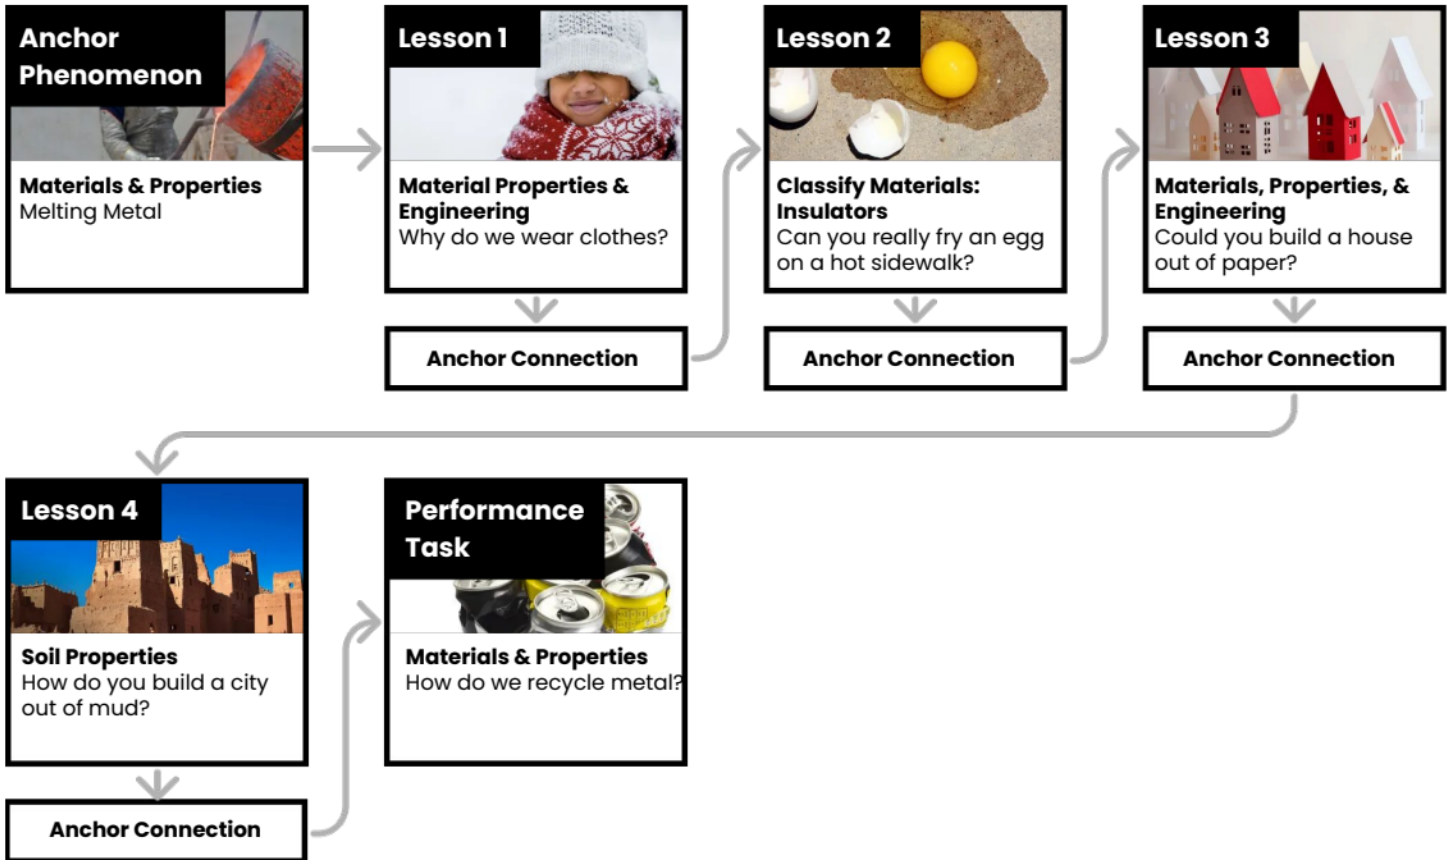 Anchor
Phenomenon
Materials & Properties
Melting Metal
Lesson 1
Material Properties &
Engineering
Why do we wear clothes?
Anchor Connection
Lesson 2
Classify Materials:
Insulators
Can you really fry an egg
on a hot sidewalk?
Anchor Connection
Lesson 3
Materials, Properties, &
Engineering
Could you build a house
out of paper?
Anchor Connection
Lesson 4
Soil Properties
How do you build a city
out of mud?
Anchor Connection
Performance
Task
Materials & Properties
How do we recycle metal?